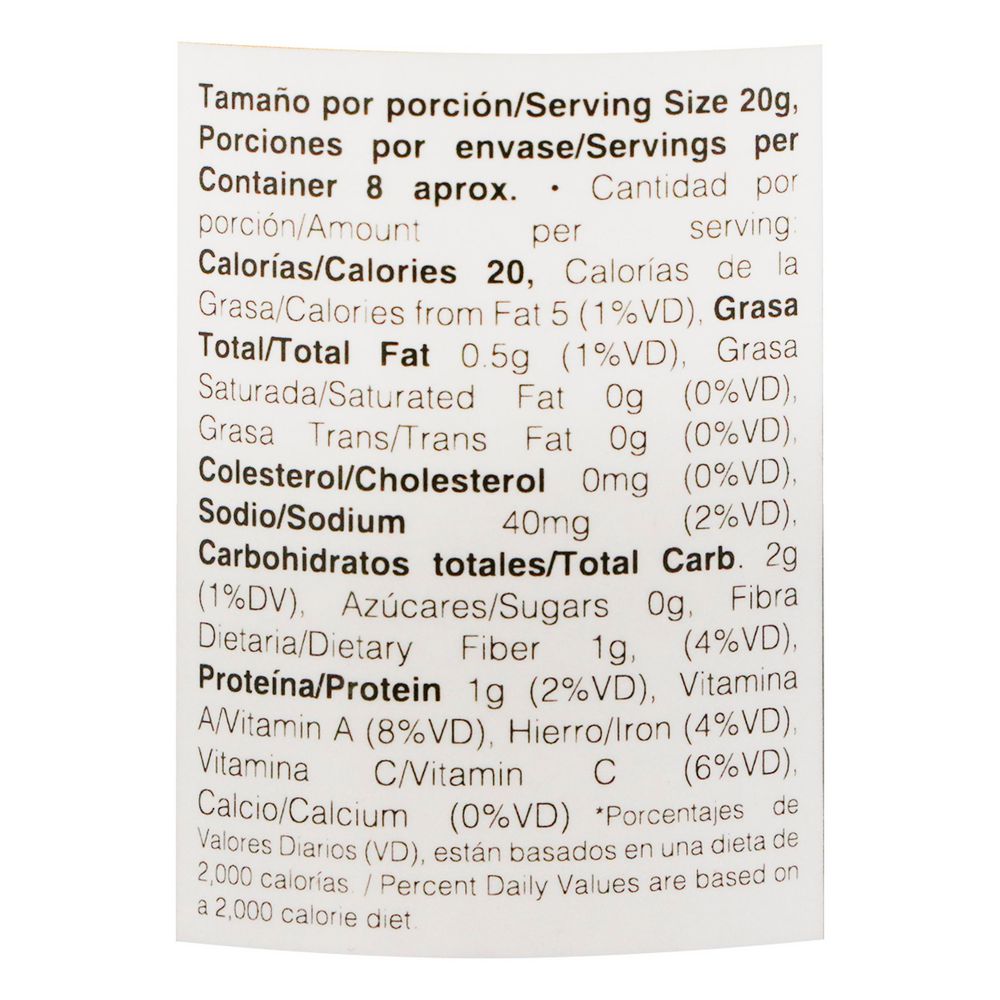 Tamaño por porción/Serving Size 20g,
Porciones por envase/Servings per
Container 8 aprox. • Cantidad por
porción/Amount per serving:
Calorías/Calories 20, Calorías de la
Grasa/Calories from Fat 5 (1%VD), Grasa
Total/Total Fat 0.5g (1%VD), Grasa
Saturada/Saturated Fat 0g (0%VD),
Grasa Trans/Trans Fat 0g (0%VD),
Colesterol/Cholesterol 0mg (0%VD),
Sodio/Sodium 40mg (2%VD),
Carbohidratos totales/Total Carb. 2g
(1%DV), Azúcares/Sugars 0g, Fibra
Dietaria/Dietary Fiber 1g, (4%VD),
Proteína/Protein 1g (2%VD), Vitamina
A/Vitamin A (8%VD), Hierro/Iron (4%VD),
Vitamina C/Vitamin C (6%VD),
Calcio/Calcium (0%VD) *Porcentajes de
Valores Diarios (VD), están basados en una dieta de
2,000 calorías. / Percent Daily Values are based on
a 2,000 calorie diet.